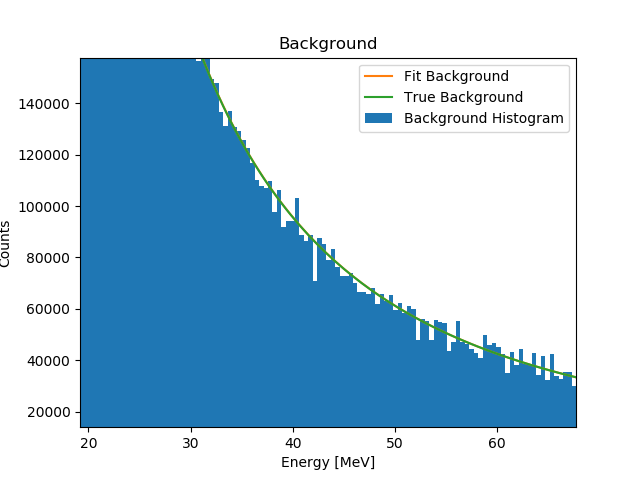 Background
Fit Background
True Background
Background Histogram
140000
120000
100000
80000
60000
40000
20000
Counts
20 30 40 50 60
Energy [MeV]